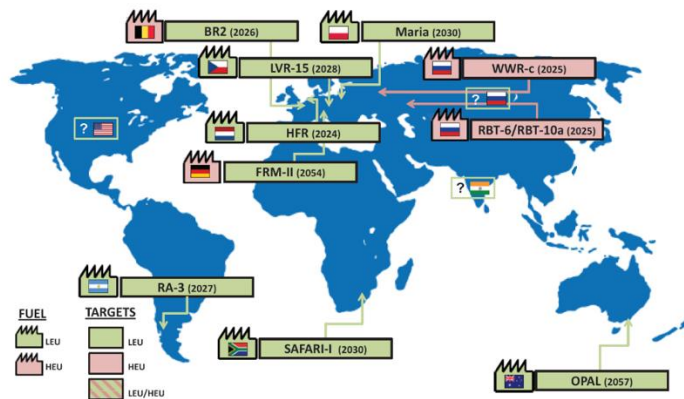 BR2 (2026)
Maria (2030)
LVR-15 (2028)
WWR-c (2025)
?
?
HFR (2024)
RBT-6/RBT-10a (2025)
FRM-II (2054)
?
RA-3 (2027)
FUEL
TARGETS
LEU
LEU
HEU
HEU
LEU/HEU
SAFARI-I (2030)
OPAL (2057)